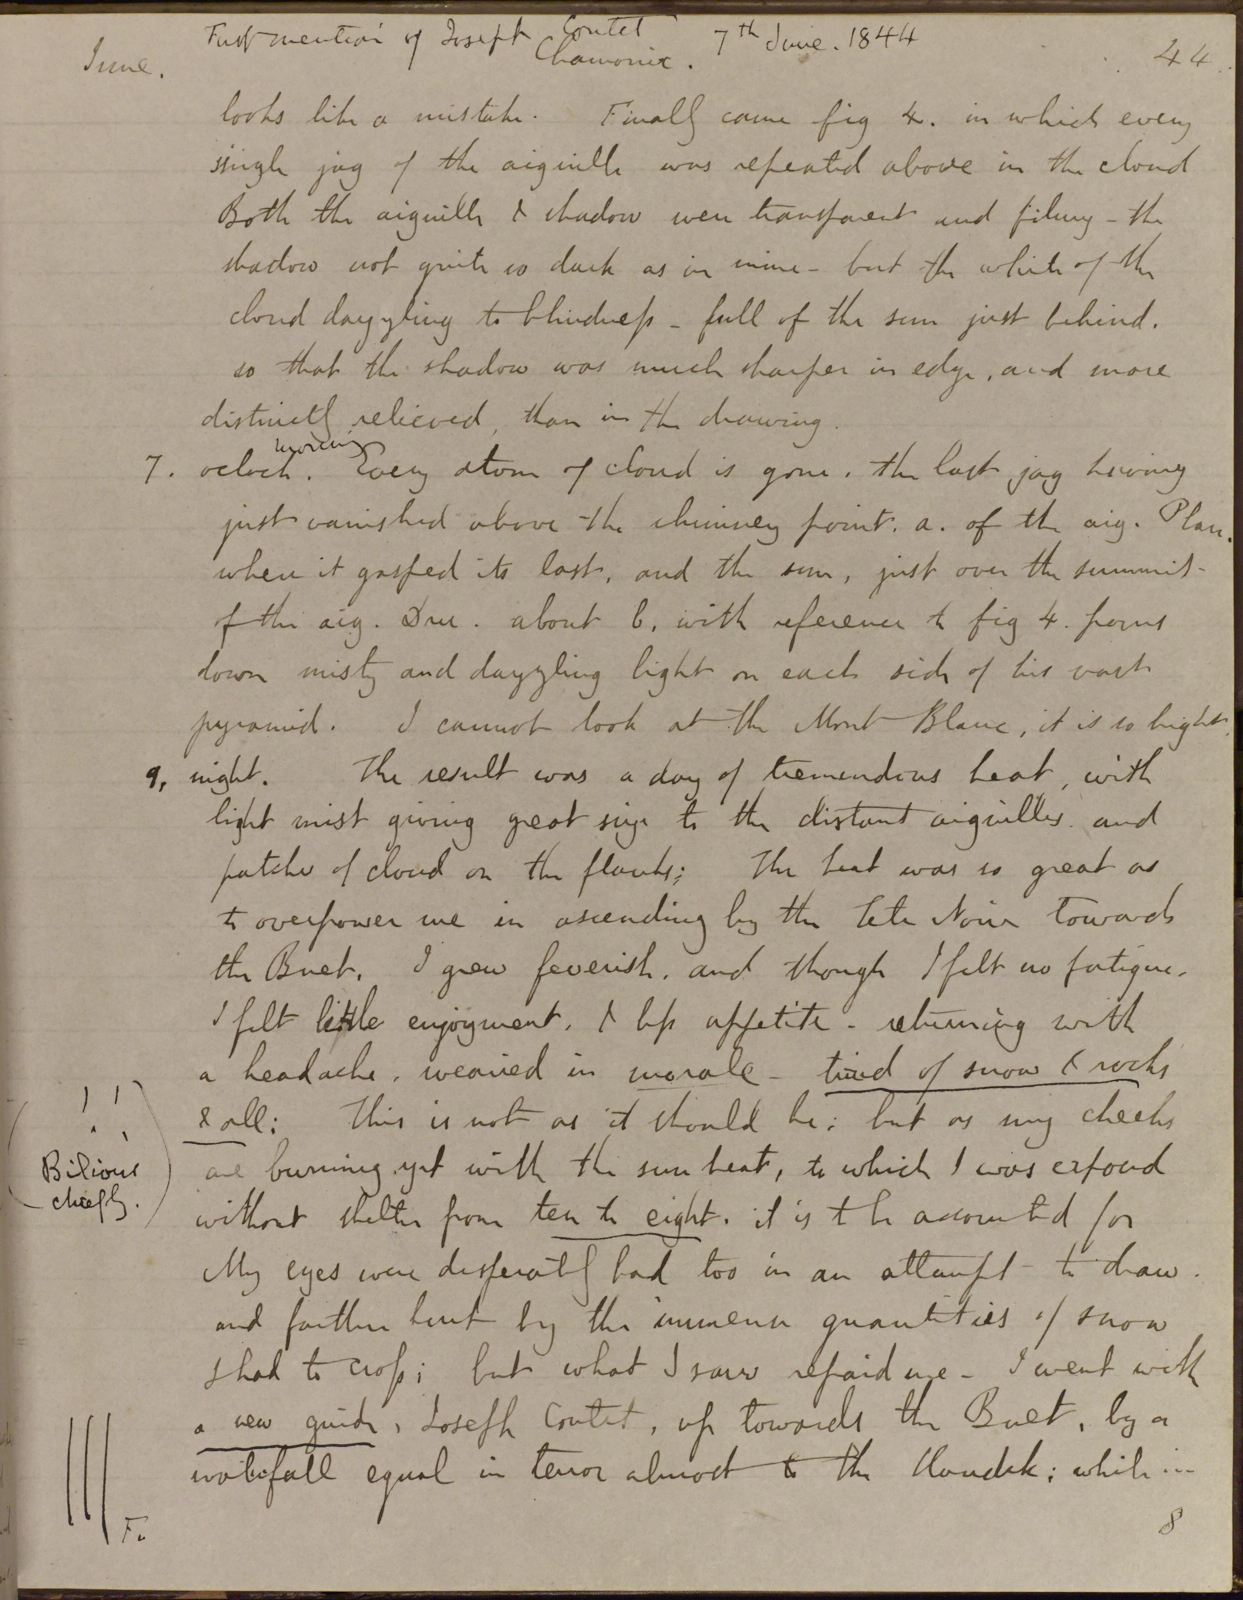 First mention of Joseph Coutet 7th June. 1844
Chamonix.
June.
44.
looks like a mistake. Finally came fig 4. in which every
single jag of the aiguille was repeated above in the cloud
Both the aiguille & shadow were transparent and filmy - the
shadow not quite so dark as in mine - but the white of the
cloud dazzling to blindness - full of the sun just behind.
so that the shadow was much sharper in edge, and more
distinctly relieved, than in the drawing.
morning
7. oclock. Every atom of cloud is gone. the last jag having
just vanished above the chimney point. a. of the aig. Plan.
when it gasped its last, and the sun, just over the summit
of the aig. Dru. about b, with reference to fig 4. pours
down misty and dazzling light on each side of his vast
pyramid. I cannot look at the Mont Blanc, it is so bright.
9, night. The result was a day of tremendous heat, with
light mist giving great size to the distant aiguilles and
patches of cloud on the flanks; The heat was so great as
to overpower me in ascending by the Tete Noire towards
the Buet. I grew feverish. and though I felt no fatigue.
I felt little enjoyment. & less appetite - returning with
a headache. wearied in morale - tired of snow & rocks
& all: This is not as it should be: but as my cheeks
! !
Bilious
chiefly.
are burning yet with the sun heat, to which I was exposed
without shelter from ten to eight. it is to be accounted for
My eyes were desperately bad too in an attempt to draw.
and farther hurt by the immense quantities of snow
I had to cross; but what I saw repaid me - I went with
a new guide, Joseph Coutet, up towards the Buet, by a
waterfall equal in terror almost to the Handek: while in
8